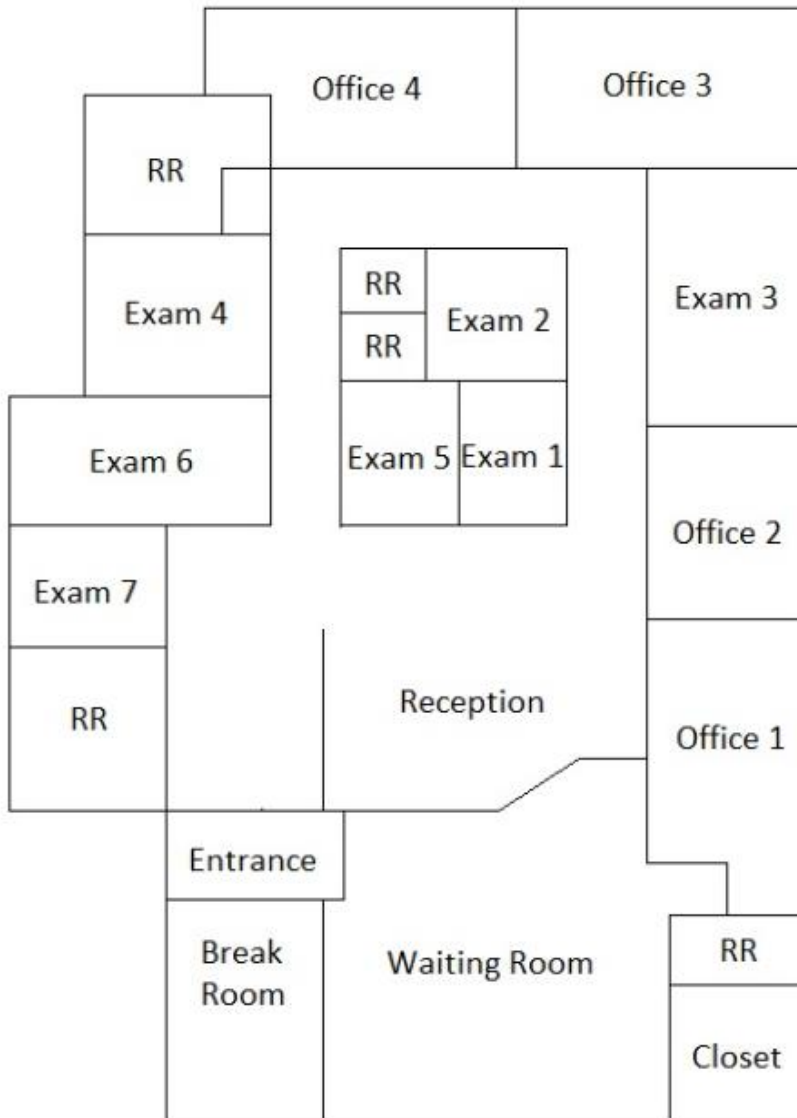 Office 4
Office 3
RR
RR
Exam 2
RR
Exam 3
Exam 4
Exam 6
Exam 5
Exam 1
Office 2
Exam 7
RR
Reception
Office 1
Entrance
Break
Room
Waiting Room
RR
Closet